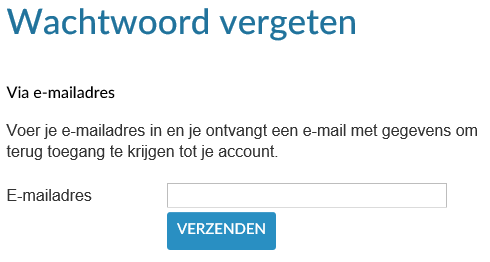 Wachtwoord vergeten
Via e-mailadres
Voer je e-mailadres in en je ontvangt een e-mail met gegevens om
terug toegang te krijgen tot je account.
E-mailadres
VERZENDEN